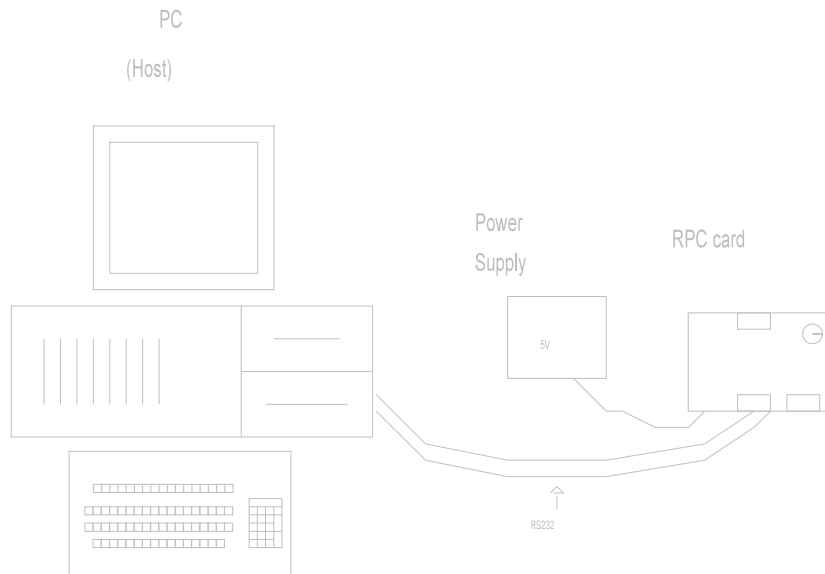 PC
(Host)
Power
Supply
RPC card
5V
RS232